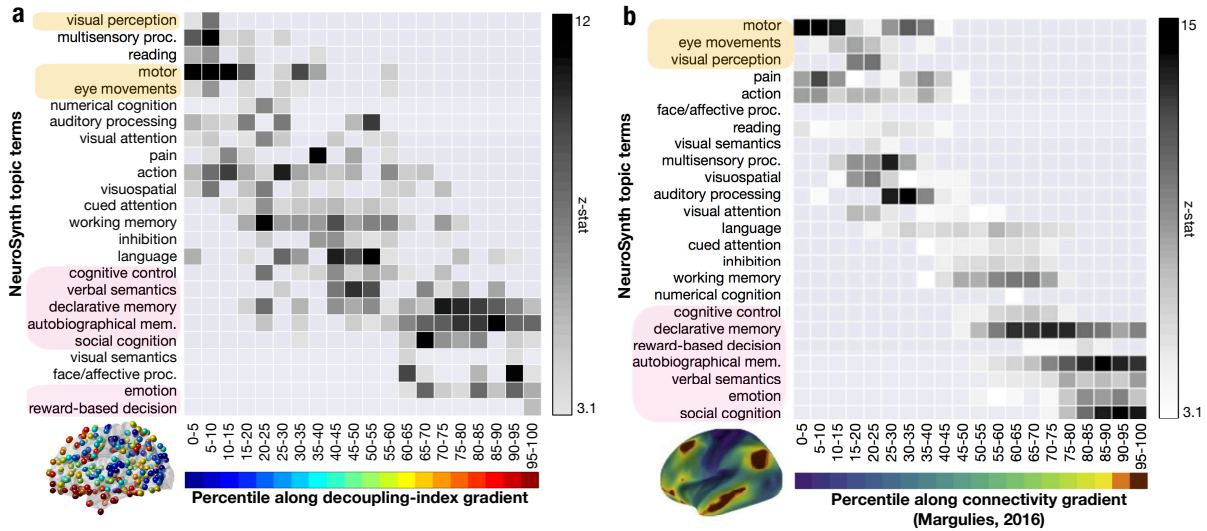 a
NeuroSynth topic terms
visual perception
multisensory proc.
reading
motor
eye movements
numerical cognition
auditory processing
visual attention
pain
action
visuospatial
cued attention
working memory
inhibition
language
cognitive control
verbal semantics
declarative memory
autobiographical mem.
social cognition
visual semantics
face/affective proc.
emotion
reward-based decision
12
z-stat
3.1
0-5
5-10
10-15
15-20
20-25
25-30
30-35
35-40
40-45
45-50
50-55
55-60
60-65
65-70
70-75
75-80
80-85
85-90
90-95
95-100
Percentile along decoupling-index gradient
b
NeuroSynth topic terms
motor
eye movements
visual perception
pain
action
face/affective proc.
reading
visual semantics
multisensory proc.
visuospatial
auditory processing
visual attention
language
cued attention
inhibition
working memory
numerical cognition
cognitive control
declarative memory
reward-based decision
autobiographical mem.
verbal semantics
emotion
social cognition
15
z-stat
3.1
0-5
5-10
10-15
15-20
20-25
25-30
30-35
35-40
40-45
45-50
50-55
55-60
60-65
65-70
70-75
75-80
80-85
85-90
90-95
95-100
Percentile along connectivity gradient
(Margulies, 2016)